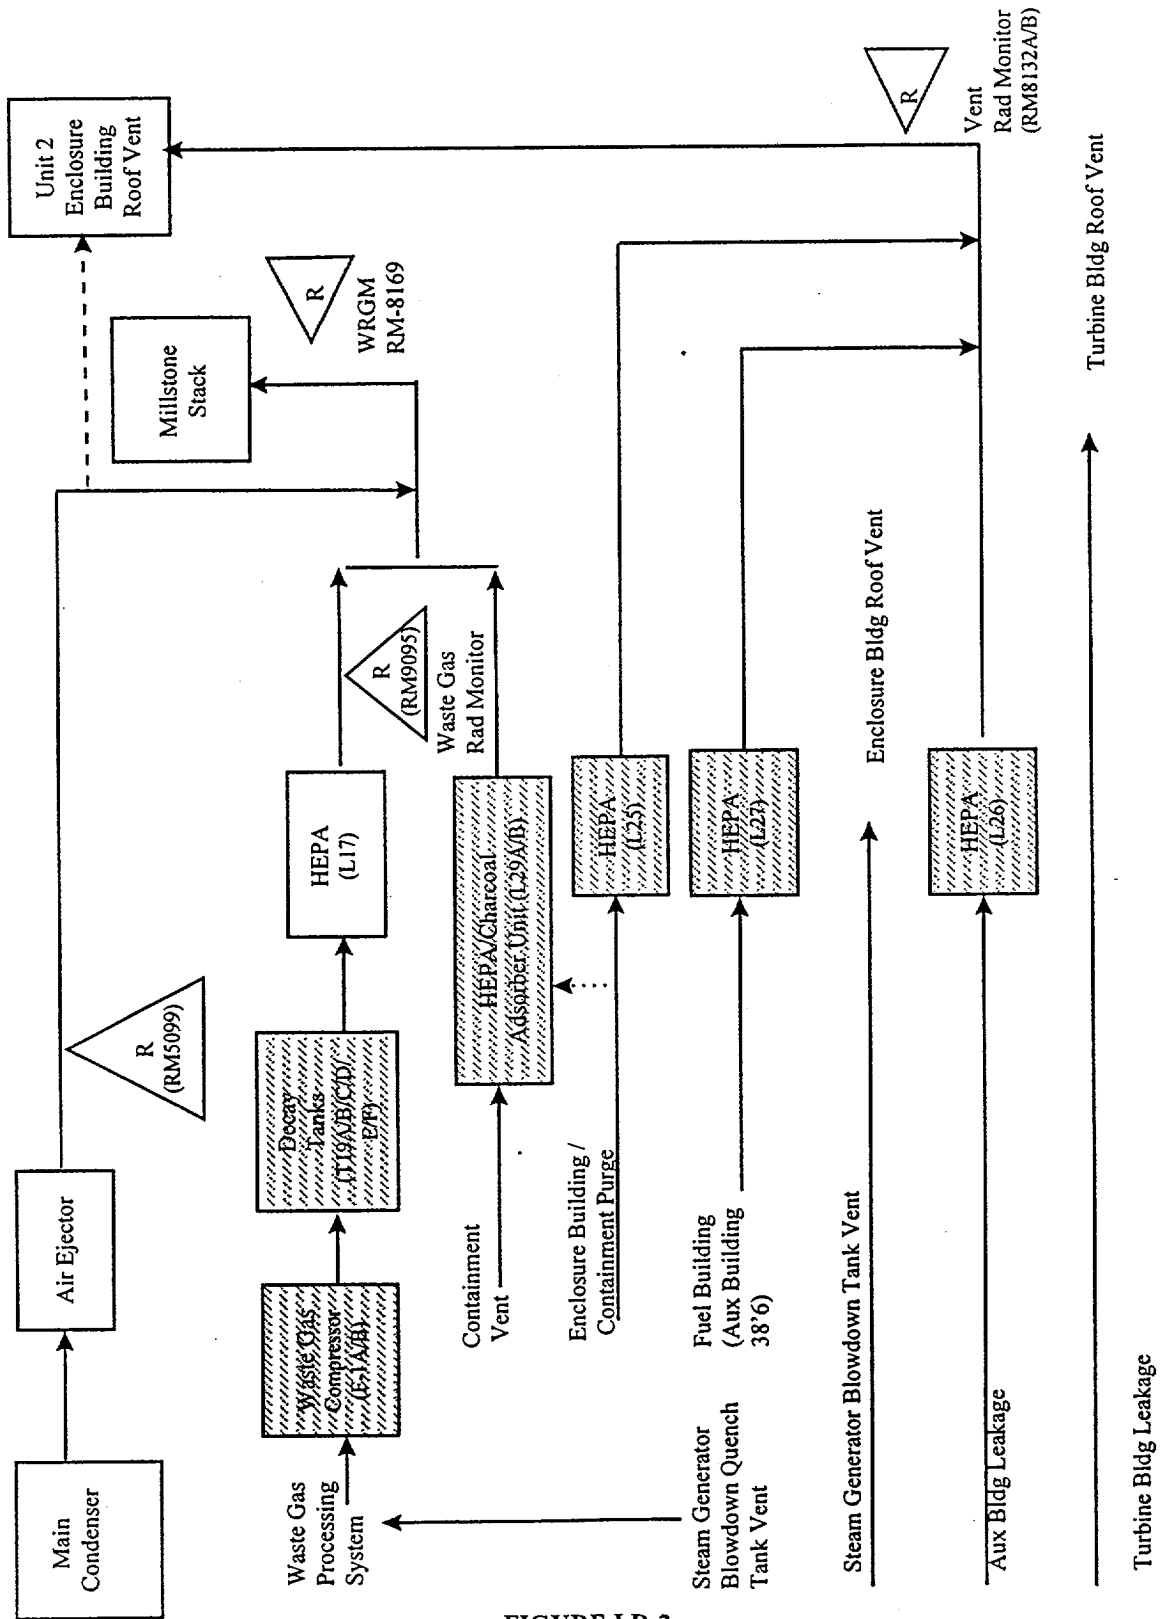 Main
Condenser
Air Ejector
R
(RM5099)
Unit 2
Enclosure
Building
Roof Vent
Millstone
Stack
R
WRGM
RM-8169
Waste Gas
Processing
System
Waste Gas
Compressor
(E-1A/B)
Decay
Tanks
(T19A/B/C/D/
E/F)
HEPA
(L17)
R
(RM9095)
Waste Gas
Rad Monitor
Containment
Vent
HEPA/Charcoal
Adsorber Unit (L29A/B)
Enclosure Building /
Containment Purge
HEPA
(L25)
Steam Generator
Blowdown Quench
Tank Vent
Fuel Building
(Aux Building
38'6)
HEPA
(L27)
Steam Generator Blowdown Tank Vent
Enclosure Bldg Roof Vent
Aux Bldg Leakage
HEPA
(L26)
R
Vent
Rad Monitor
(RM8132A/B)
Turbine Bldg Leakage
Turbine Bldg Roof Vent